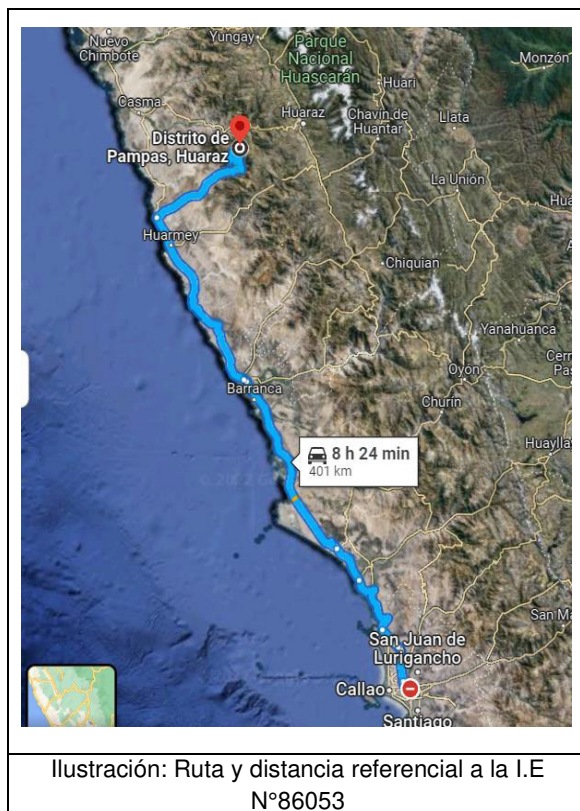 Nuevo
Chimbote
Yungay
Parque
Nacional
Huascarán
Huari
Monzón
Casma
Huaraz
Chavín de
Huantar
Llata
Distrito de
Pampas, Huaraz
La Unión
Huarmey
Chiquian
Yanahuanca
Oyón
Churín
Barranca
8 h 24 min
401 km
San Juan de
Lurigancho
Callao
Santiago
Ilustración: Ruta y distancia referencial a la I.E
N°86053